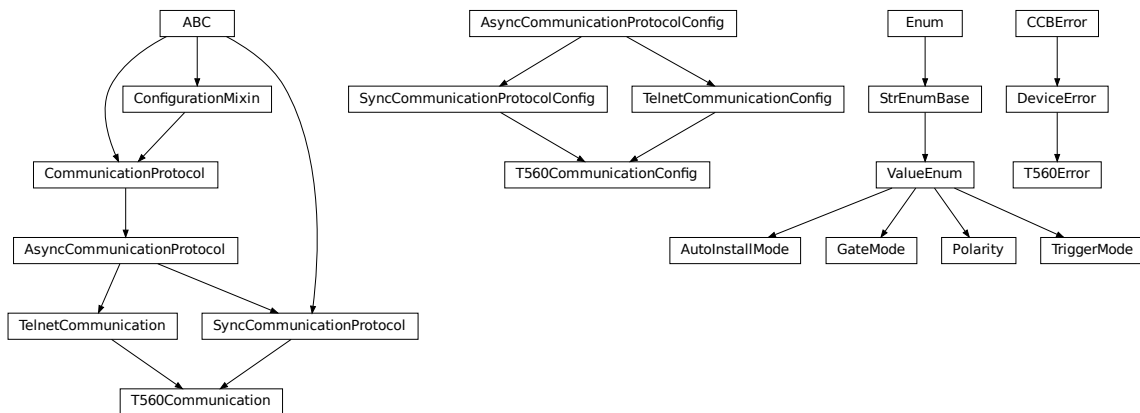 ABC
AsyncCommunicationProtocolConfig
Enum
CCBError
ConfigurationMixin
SyncCommunicationProtocolConfig
TelnetCommunicationConfig
StrEnumBase
DeviceError
CommunicationProtocol
T560CommunicationConfig
ValueEnum
T560Error
AsyncCommunicationProtocol
AutoInstallMode
GateMode
Polarity
TriggerMode
TelnetCommunication
SyncCommunicationProtocol
T560Communication